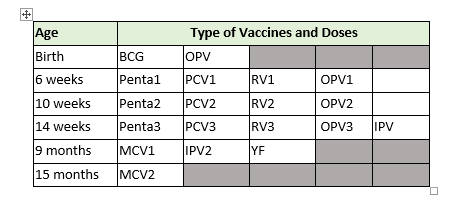 Age Type of Vaccines and Doses
Birth BCG OPV
6 weeks Penta1 PCV1 RV1 OPV1
10 weeks Penta2 PCV2 RV2 OPV2
14 weeks Penta3 PCV3 RV3 OPV3 IPV
9 months MCV1 IPV2 YF
15 months MCV2